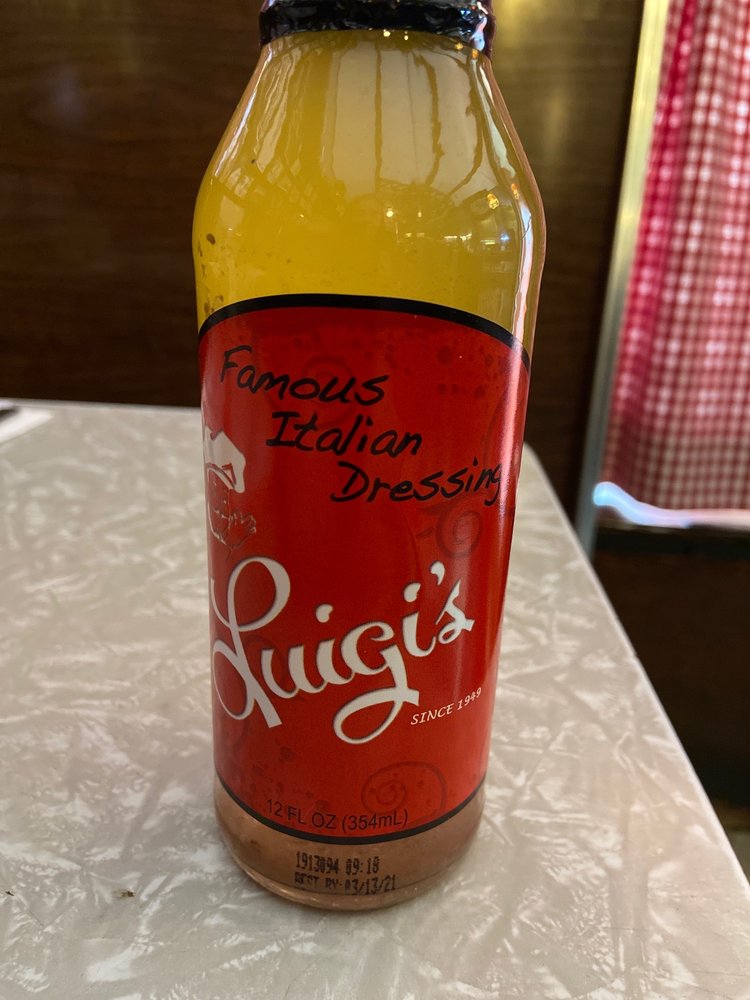 Famous
Italian
Dressing
Luigi's
SINCE 1949
12 FL OZ (354mL)
1913094 09:18
BEST BY:03/13/21